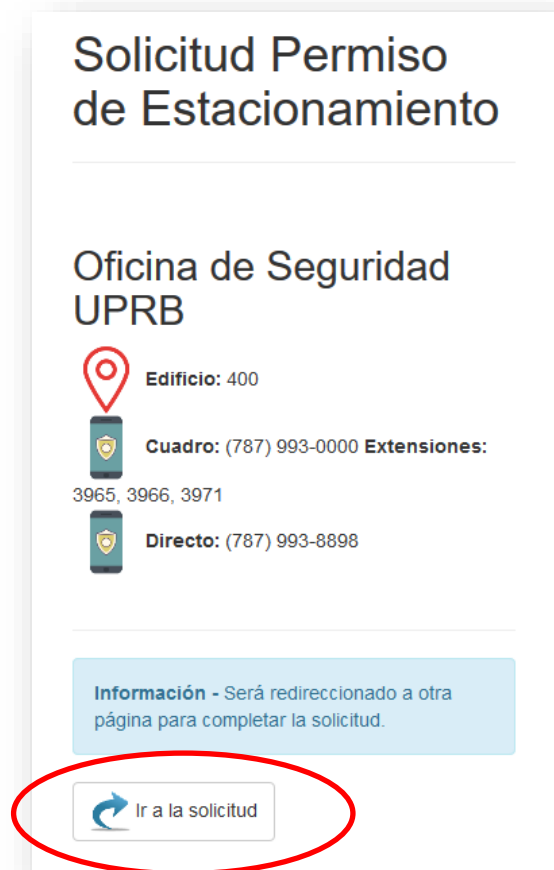 Solicitud Permiso
de Estacionamiento
Oficina de Seguridad
UPRB
Edificio: 400
Cuadro: (787) 993-0000 Extensiones:
3965, 3966, 3971
Directo: (787) 993-8898
Información - Será redireccionado a otra
página para completar la solicitud.
Ir a la solicitud